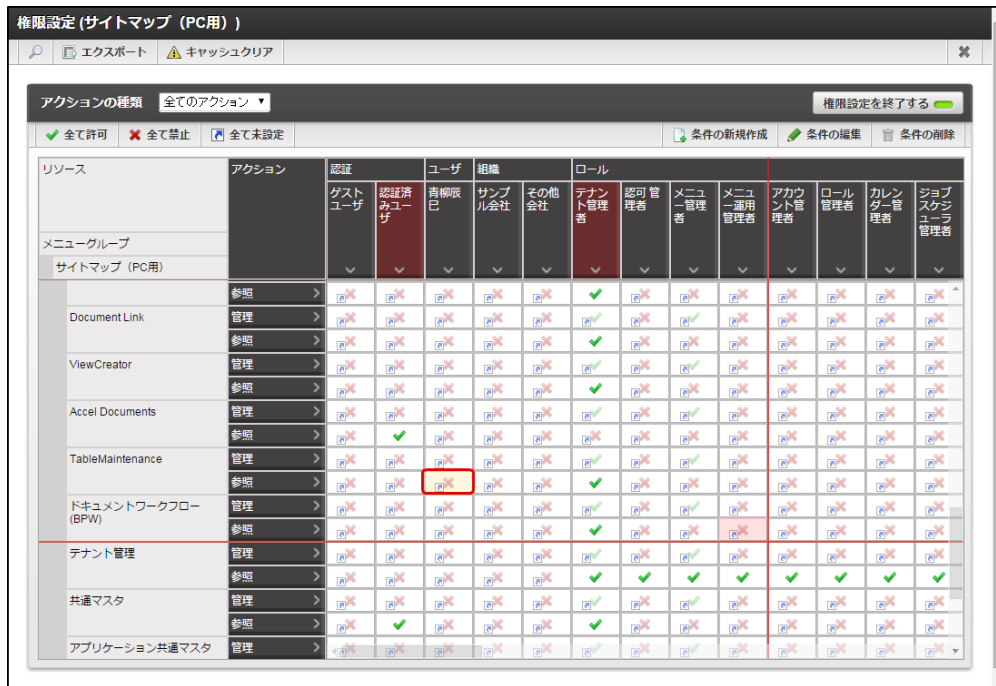 権限設定 (サイトマップ（PC用）)
エクスポート キャッシュクリア
アクションの種類 全てのアクション 権限設定を終了する
全て許可 全て禁止 全て未設定 条件の新規作成 条件の編集 条件の削除
リソース アクション 認証 ユーザ 組織 ロール
ゲストユーザ 認証済みユーザ 青柳辰巳 サンプル会社 その他会社 テナント管理者 認可管理者 メニュー管理者 メニュー運用管理者 アカウント管理者 ロール管理者 カレンダー管理者 ジョブスケジューラ管理者
メニューグループ
サイトマップ（PC用）
参照
Document Link 管理
参照
ViewCreator 管理
参照
Accel Documents 管理
参照
TableMaintenance 管理
参照
ドキュメントワークフロー 管理
(BPW)
参照
テナント管理 管理
参照
共通マスタ 管理
参照
アプリケーション共通マスタ 管理